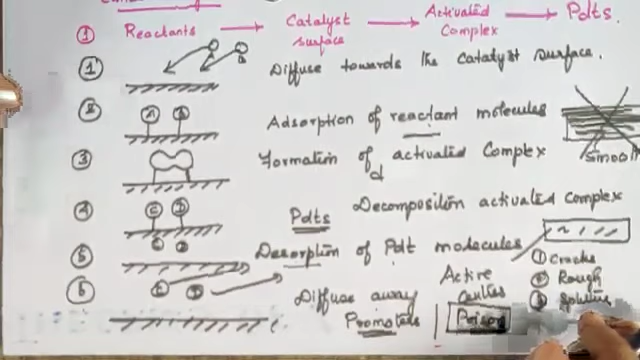 ① Reactants → Catalyst surface → Activated Complex → Pdts.
① Diffuse towards the Catalyst surface.
② A B Adsorption of reactant molecules
③ Formation of activated Complex
④ C D Pdts Decomposition activated Complex
⑤ Desorption of Pdt molecules
⑥ Diffuse away
Promoters
Active
① Cracks
② Rough
③
Poison